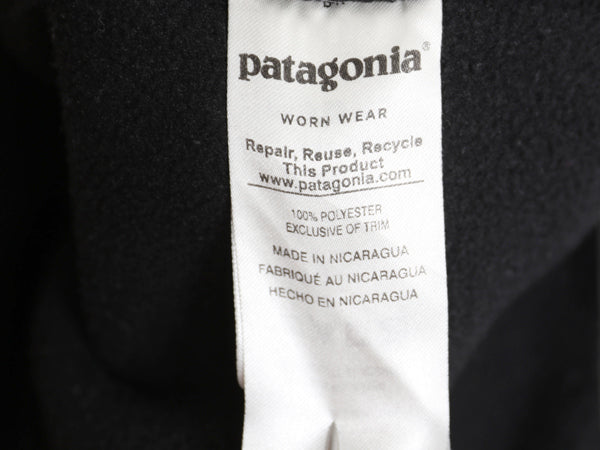 patagonia®
WORN WEAR
Repair, Reuse, Recycle
This Product
www.patagonia.com
100% POLYESTER
EXCLUSIVE OF TRIM
MADE IN NICARAGUA
FABRIQUÉ AU NICARAGUA
HECHO EN NICARAGUA